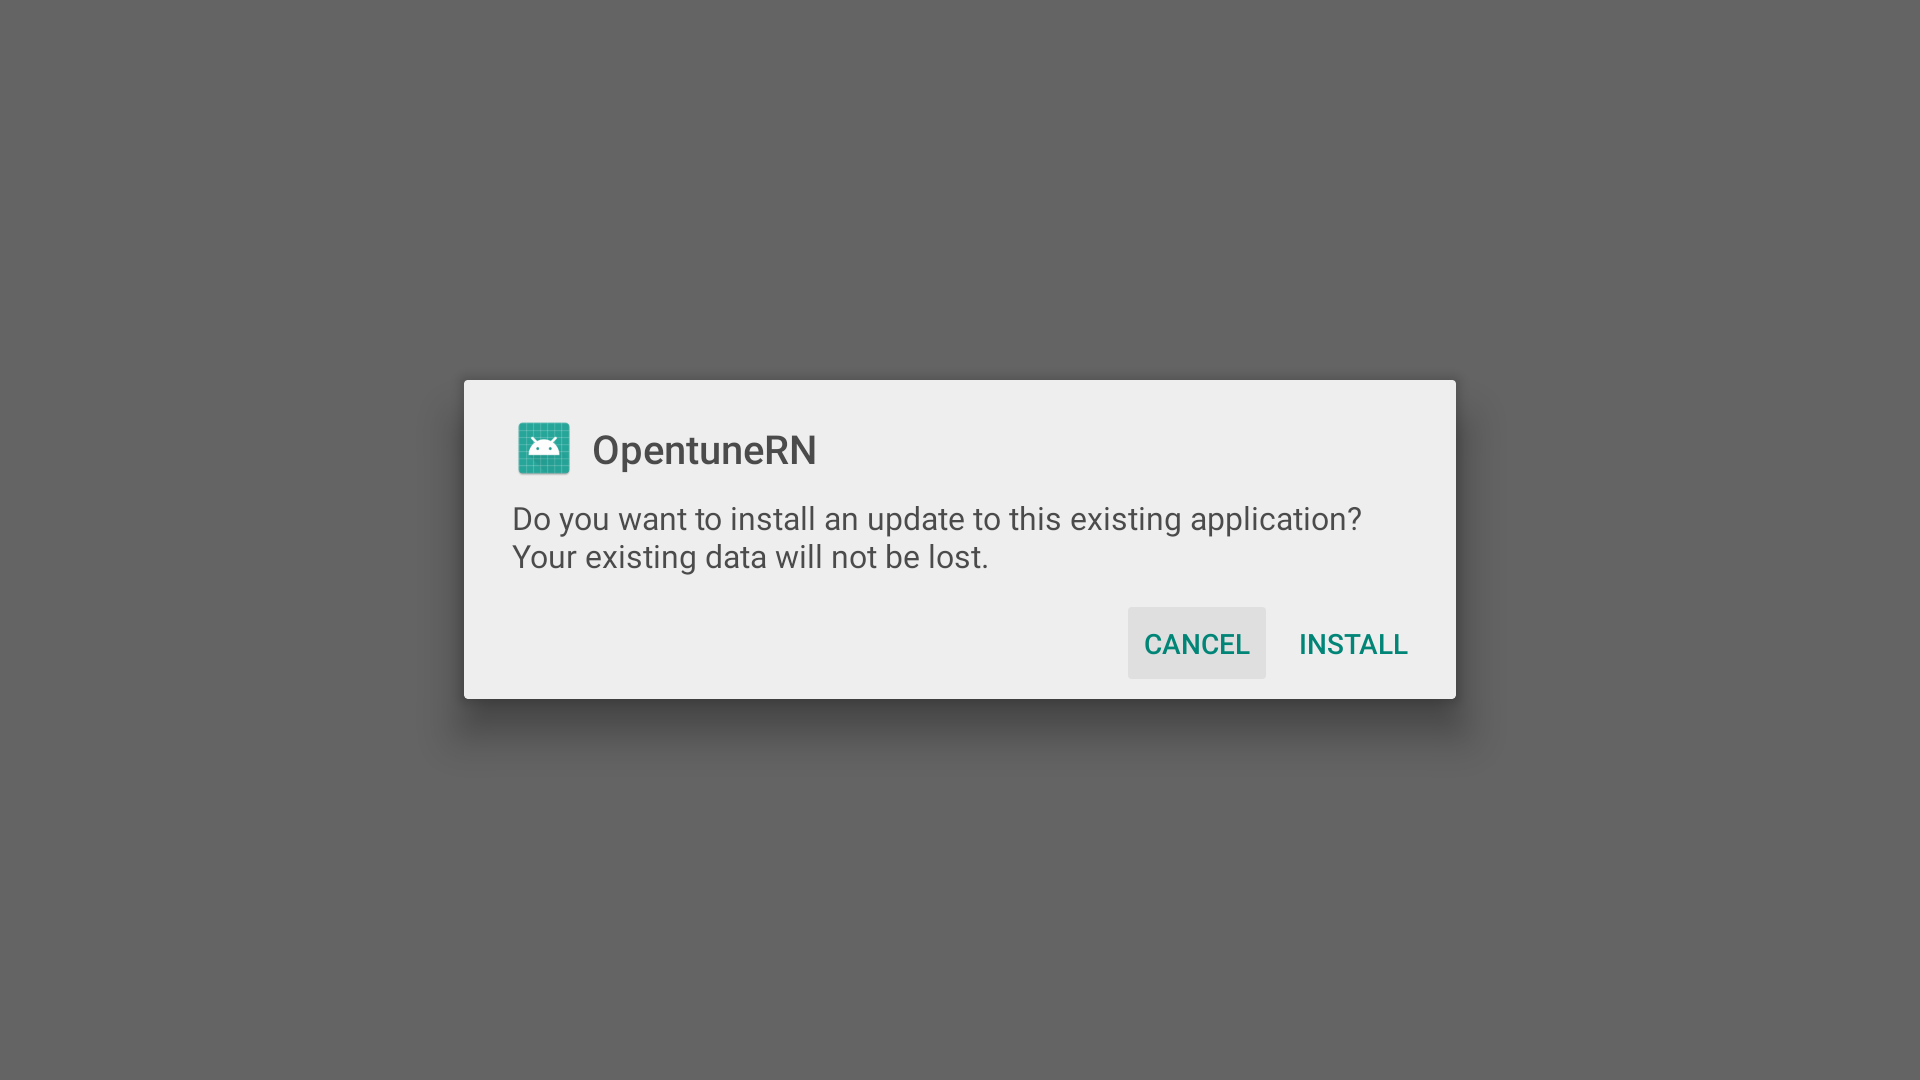 OpentuneRN
Do you want to install an update to this existing application?
Your existing data will not be lost.
CANCEL INSTALL